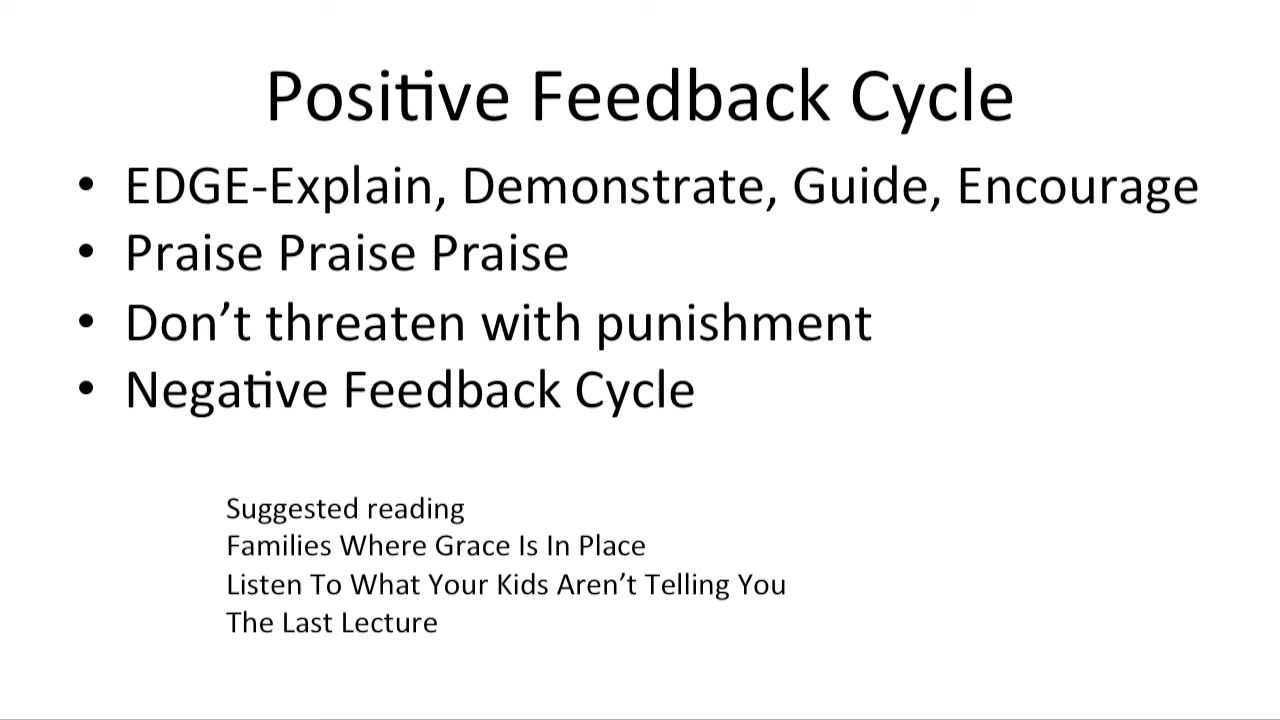 Positive Feedback Cycle
• EDGE-Explain, Demonstrate, Guide, Encourage
• Praise Praise Praise
• Don’t threaten with punishment
• Negative Feedback Cycle
Suggested reading
Families Where Grace Is In Place
Listen To What Your Kids Aren’t Telling You
The Last Lecture